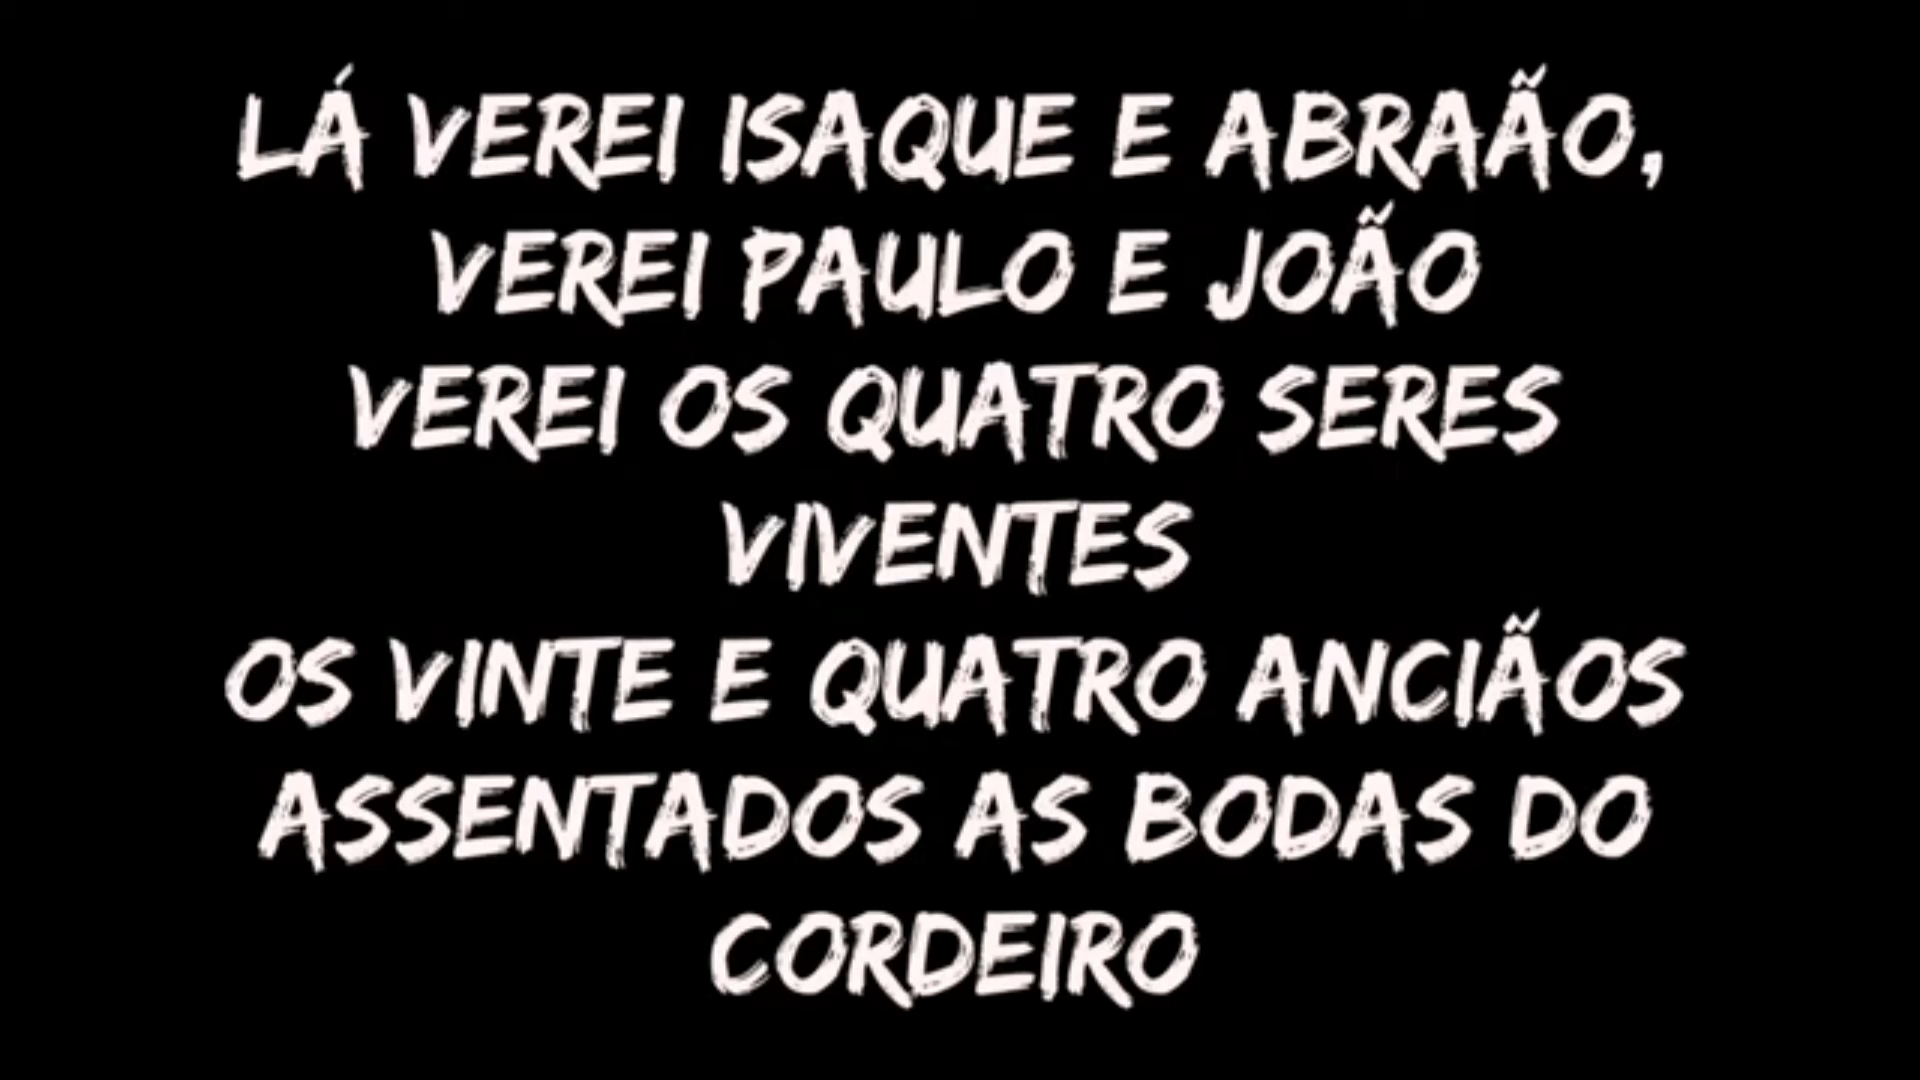 LÁ VEREI ISAQUE E ABRAÃO,
VEREI PAULO E JOÃO
VEREI OS QUATRO SERES
VIVENTES
OS VINTE E QUATRO ANCIÃOS
ASSENTADOS AS BODAS DO
CORDEIRO